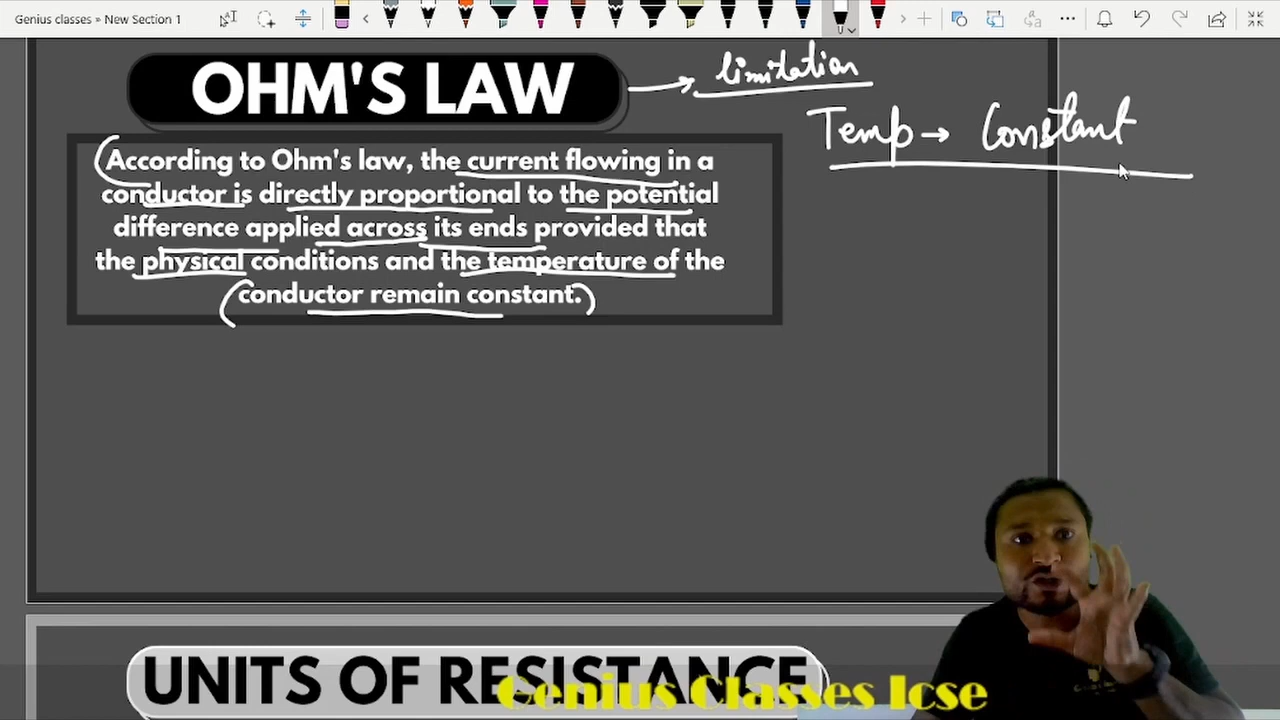 Genius classes » New Section 1
OHM'S LAW
limitation
Temp → Constant
According to Ohm's law, the current flowing in a
conductor is directly proportional to the potential
difference applied across its ends provided that
the physical conditions and the temperature of the
conductor remain constant.
UNITS OF RESISTANCE
Genius Classes Icse